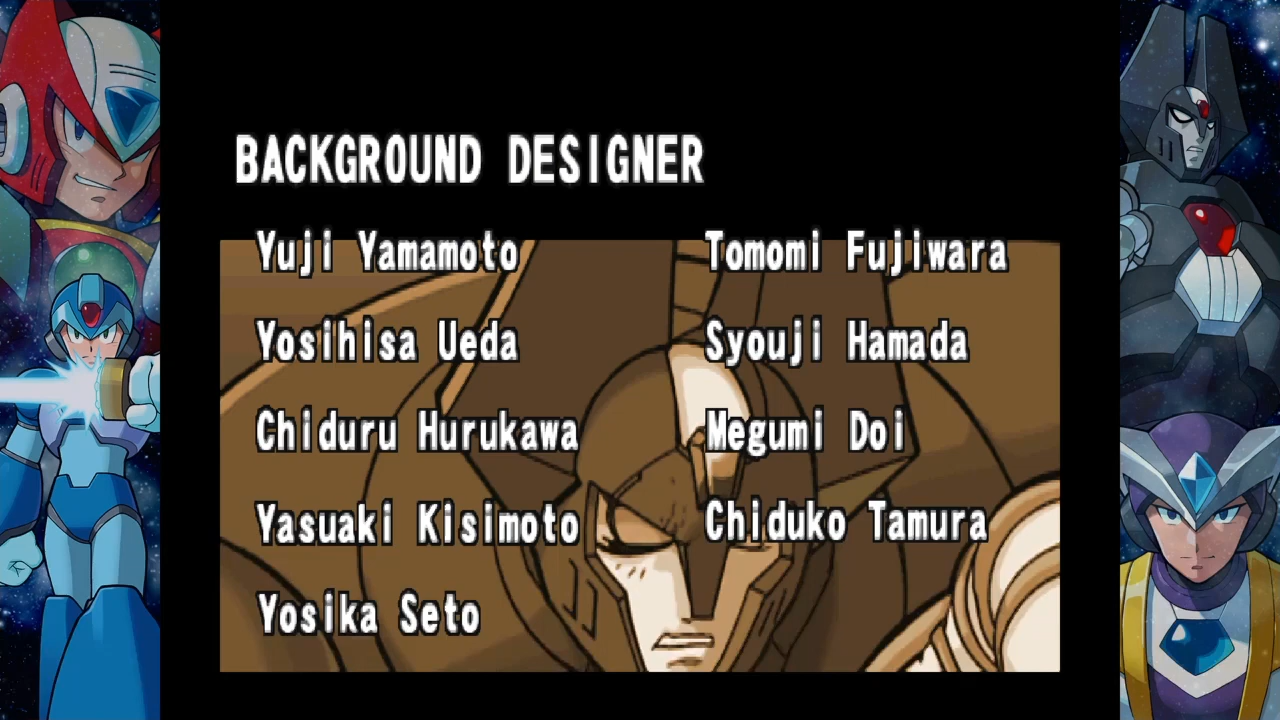 BACKGROUND DESIGNER
Yuji Yamamoto Tomomi Fujiwara
Yosihisa Ueda Syouji Hamada
Chiduru Hurukawa Megumi Doi
Yasuaki Kisimoto Chiduko Tamura
Yosika Seto